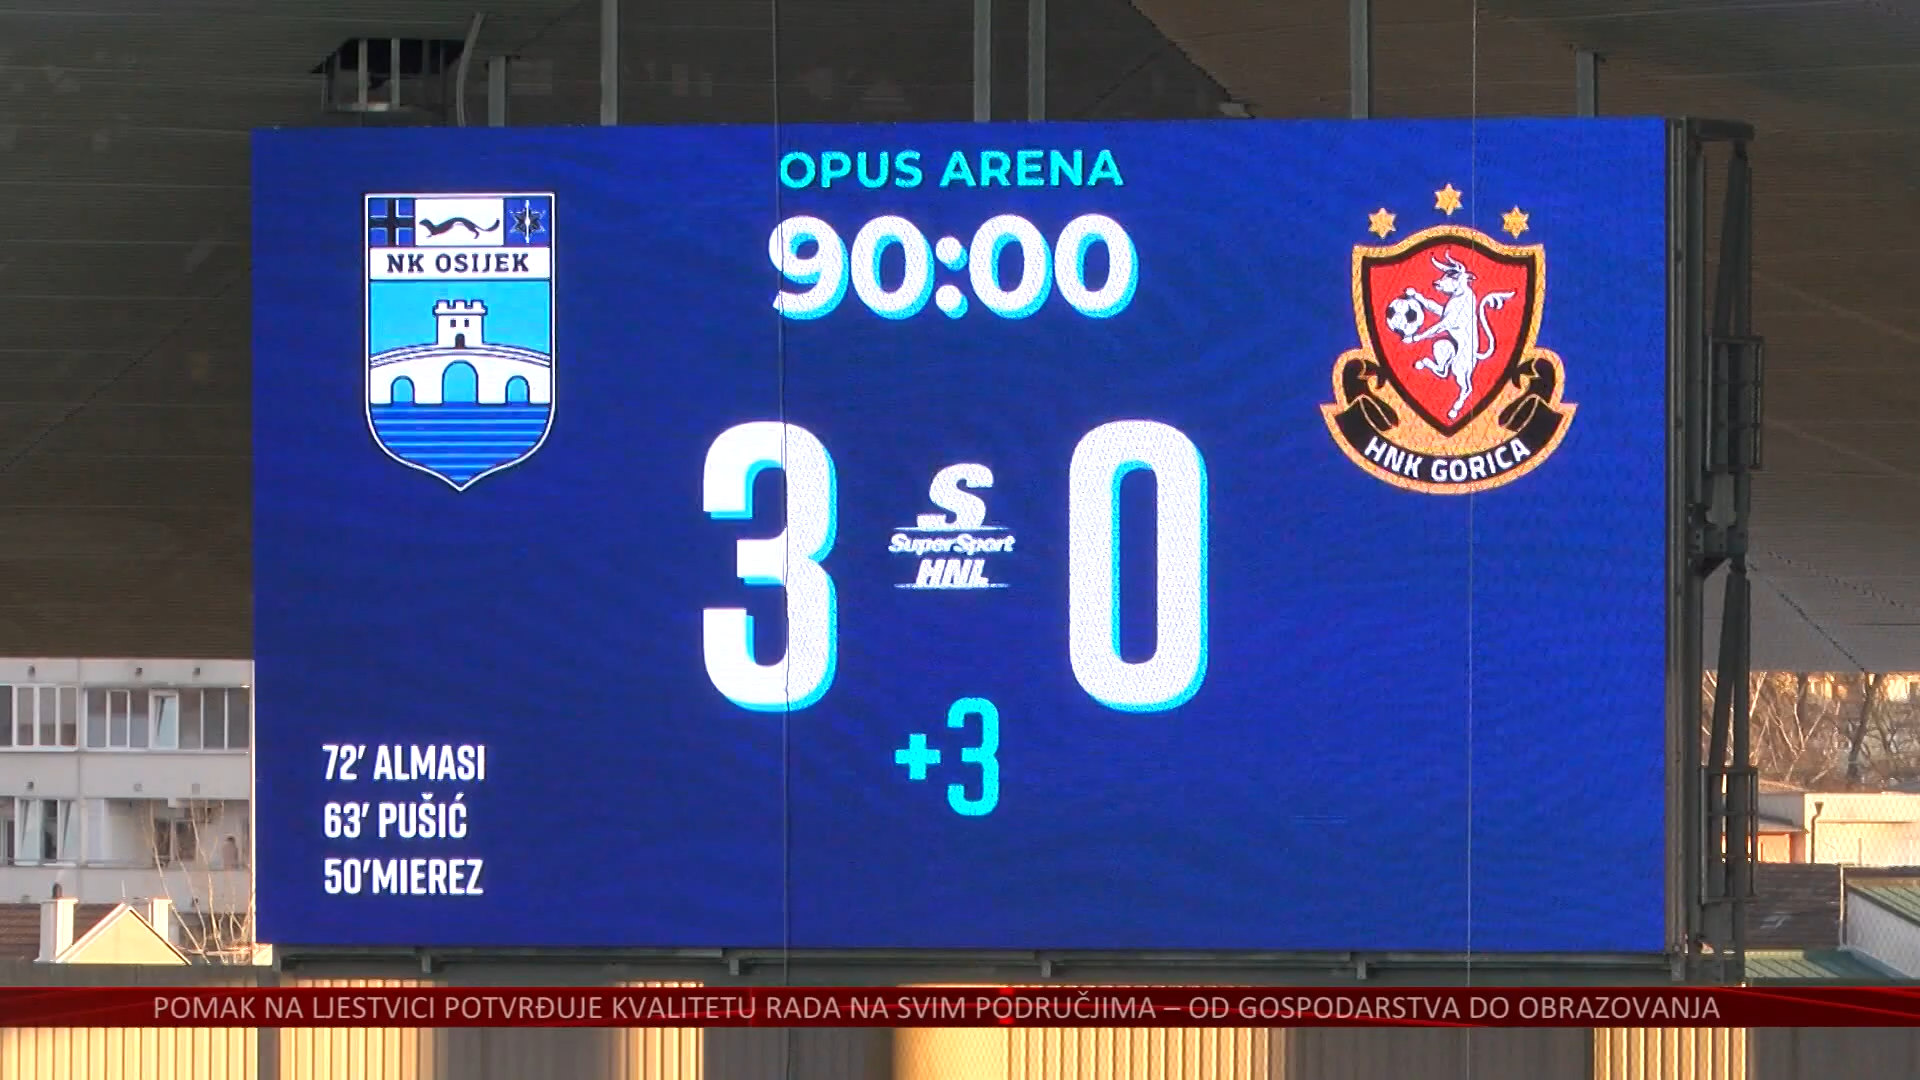 OPUS ARENA
90:00
NK OSIJEK
HNK GORICA
3 0
S
SuperSport
HNL
+3
72' ALMASI
63' PUŠIĆ
50'MIEREZ
POMAK NA LJESTVICI POTVRĐUJE KVALITETU RADA NA SVIM PODRUČJIMA – OD GOSPODARSTVA DO OBRAZOVANJA